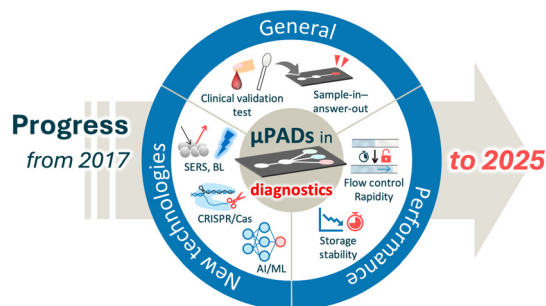 General
Clinical validation
test
Sample-in–
answer-out
Progress
from 2017
μPADs in
diagnostics
to 2025
SERS, BL
CRISPR/Cas
AI/ML
New technologies
Flow control
Rapidity
Storage
stability
Performance